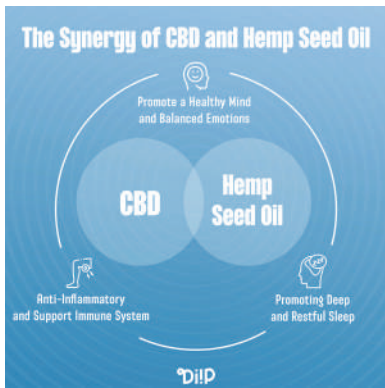 The Synergy of CBD and Hemp Seed Oil
Promote a Healthy Mind
and Balanced Emotions
CBD
Hemp
Seed Oil
Anti-Inflammatory
and Support Immune System
Promoting Deep
and Restful Sleep
Di!P